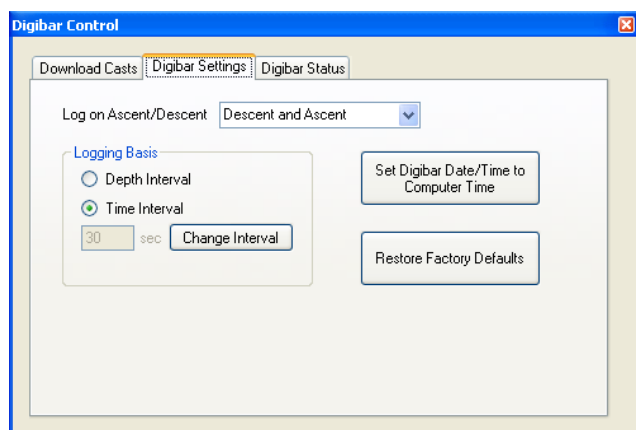 Digibar Control
Download Casts Digibar Settings Digibar Status
Log on Ascent/Descent Descent and Ascent
Logging Basis
Depth Interval
Time Interval
30 sec Change Interval
Set Digibar Date/Time to
Computer Time
Restore Factory Defaults